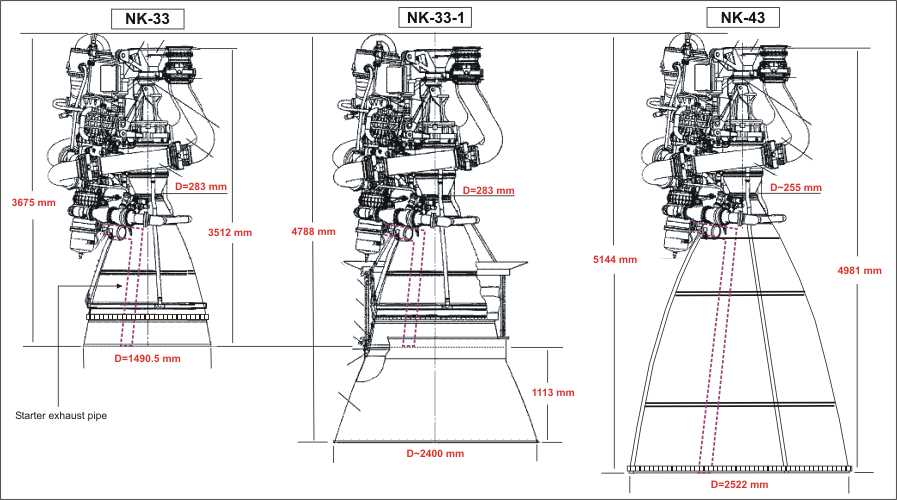 NK-33
NK-33-1
NK-43
D=283 mm
3675 mm
3512 mm
D=1490.5 mm
Starter exhaust pipe
D=283 mm
4788 mm
1113 mm
D~2400 mm
D~255 mm
5144 mm
4981 mm
D=2522 mm